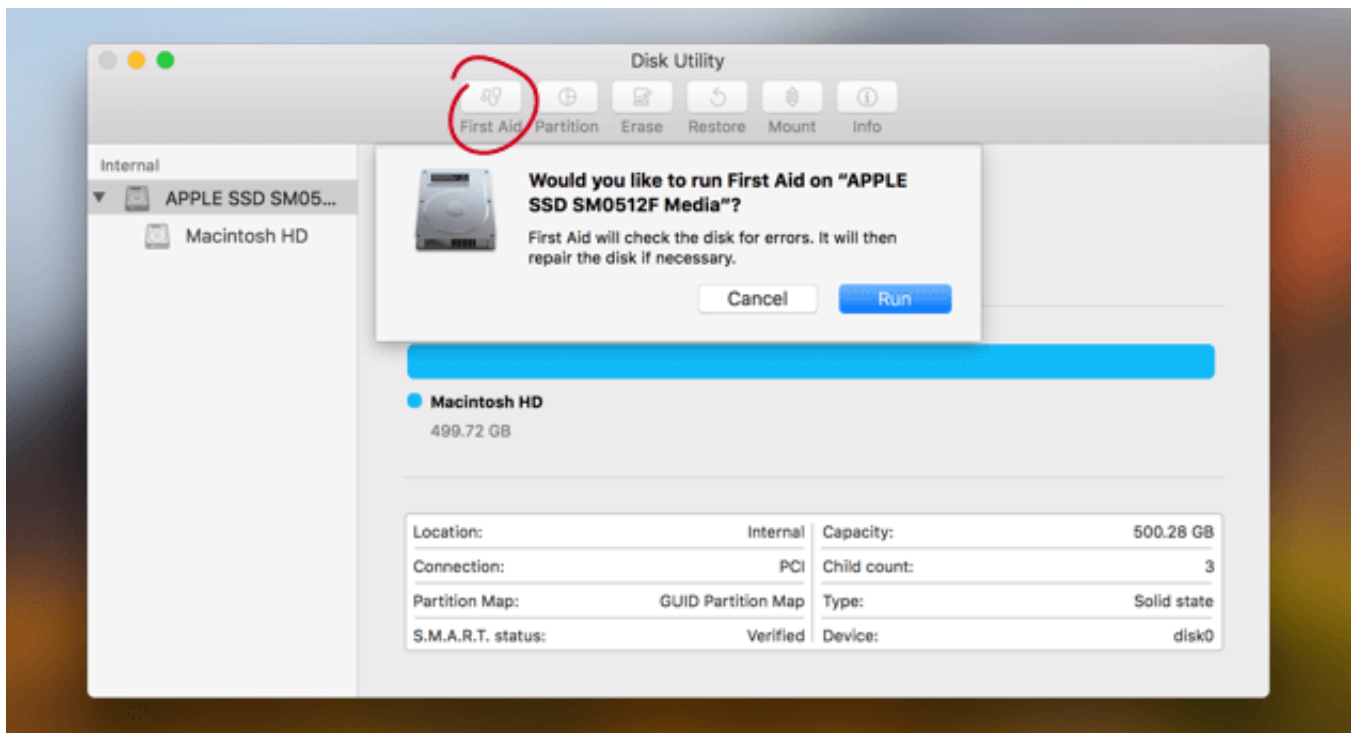 Disk Utility
First Aid Partition Erase Restore Mount Info
Internal
APPLE SSD SM05...
Macintosh HD
Would you like to run First Aid on “APPLE
SSD SM0512F Media”?
First Aid will check the disk for errors. It will then
repair the disk if necessary.
Cancel Run
Macintosh HD
499.72 GB
Location: Internal Capacity: 500.28 GB
Connection: PCI Child count: 3
Partition Map: GUID Partition Map Type: Solid state
S.M.A.R.T. status: Verified Device: disk0